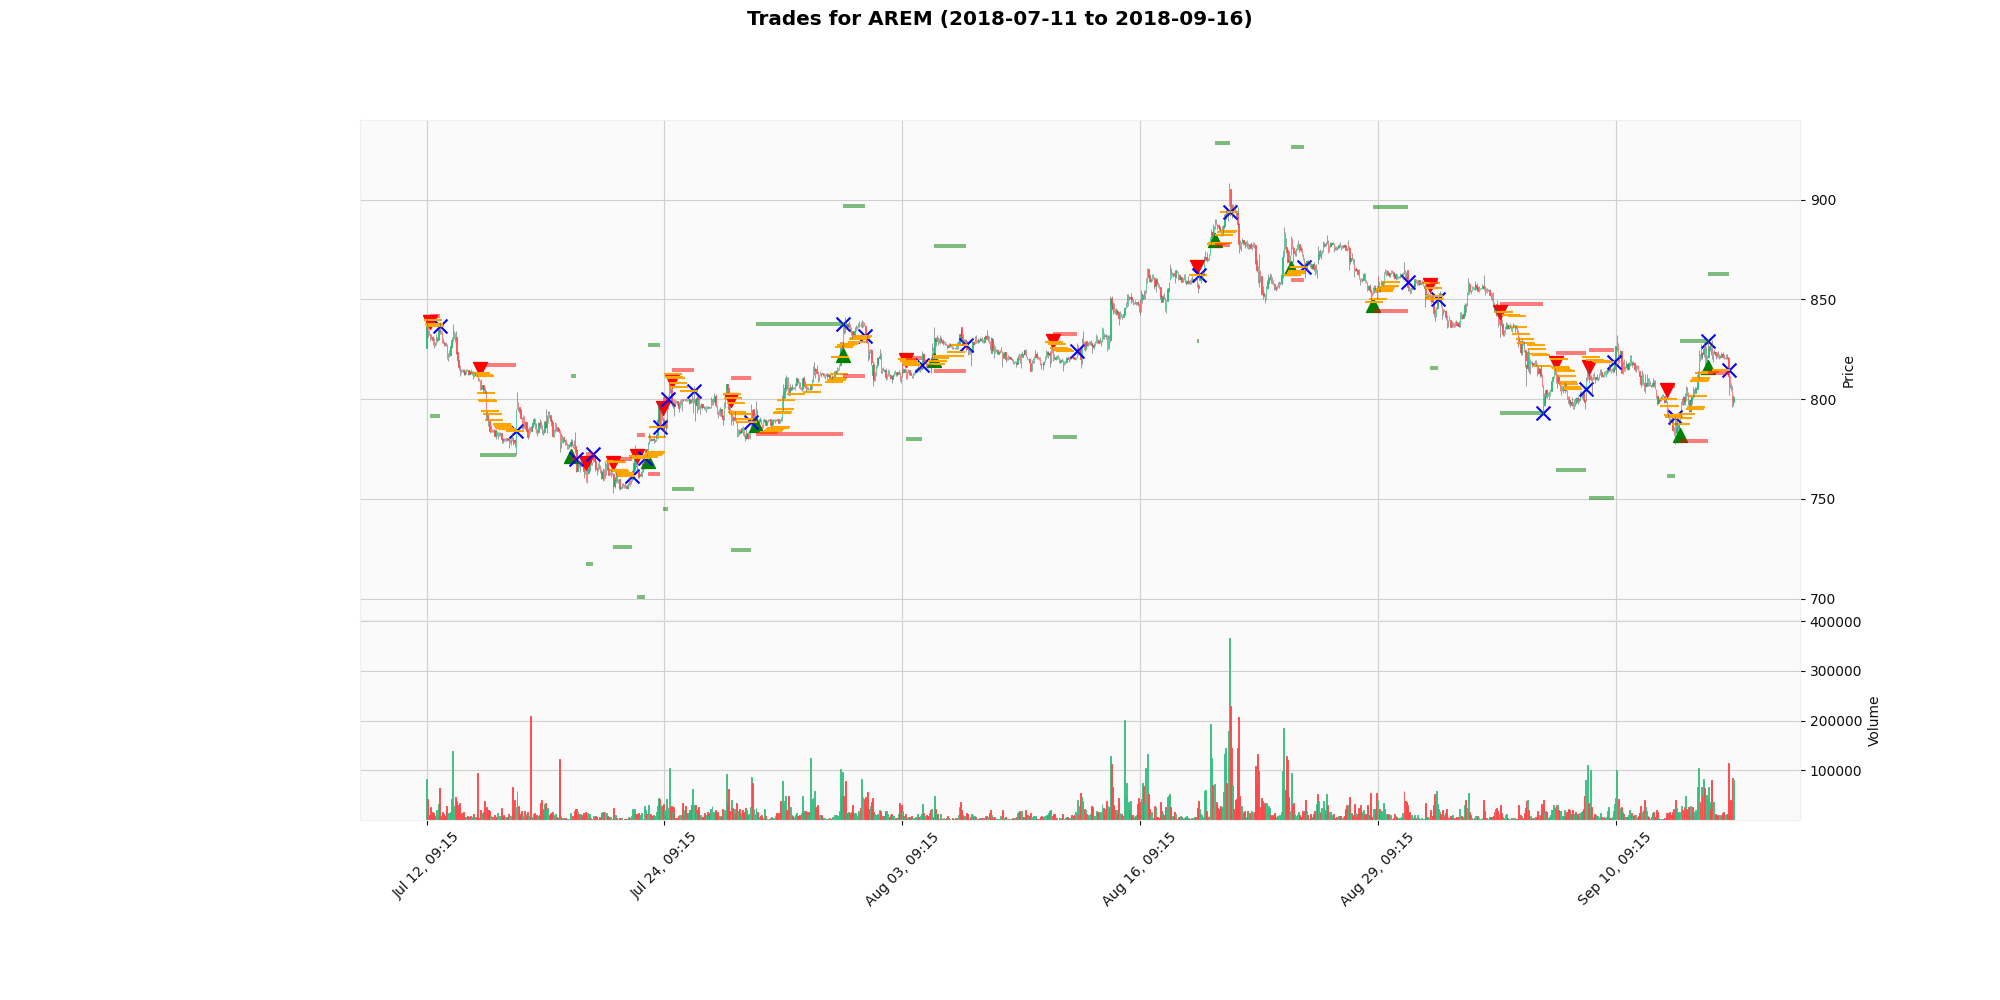 Trades for AREM (2018-07-11 to 2018-09-16)
900
850
800
750
700
Price
400000
300000
200000
100000
Volume
Jul 12, 09:15
Jul 24, 09:15
Aug 03, 09:15
Aug 16, 09:15
Aug 29, 09:15
Sep 10, 09:15